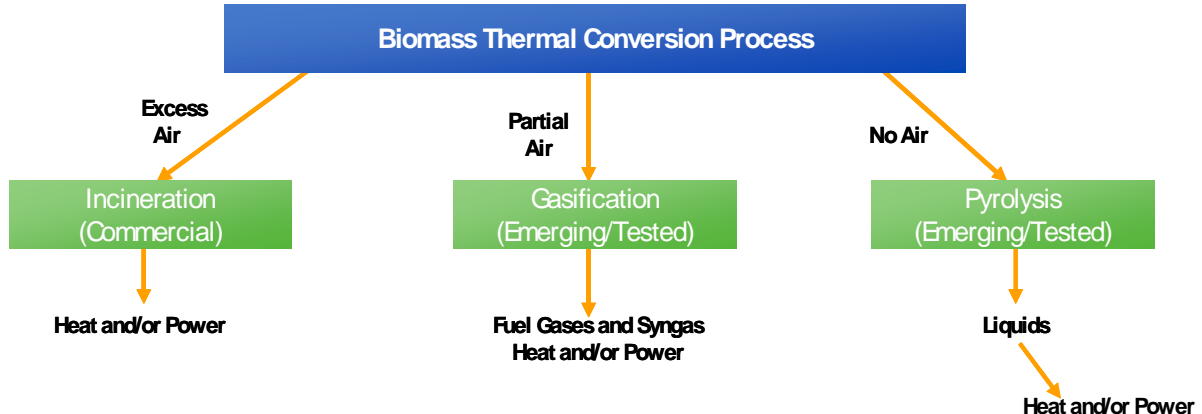 Biomass Thermal Conversion Process
Excess
Air
Partial
Air
No Air
Incineration
(Commercial)
Gasification
(Emerging/Tested)
Pyrolysis
(Emerging/Tested)
Heat and/or Power
Fuel Gases and Syngas
Heat and/or Power
Liquids
Heat and/or Power